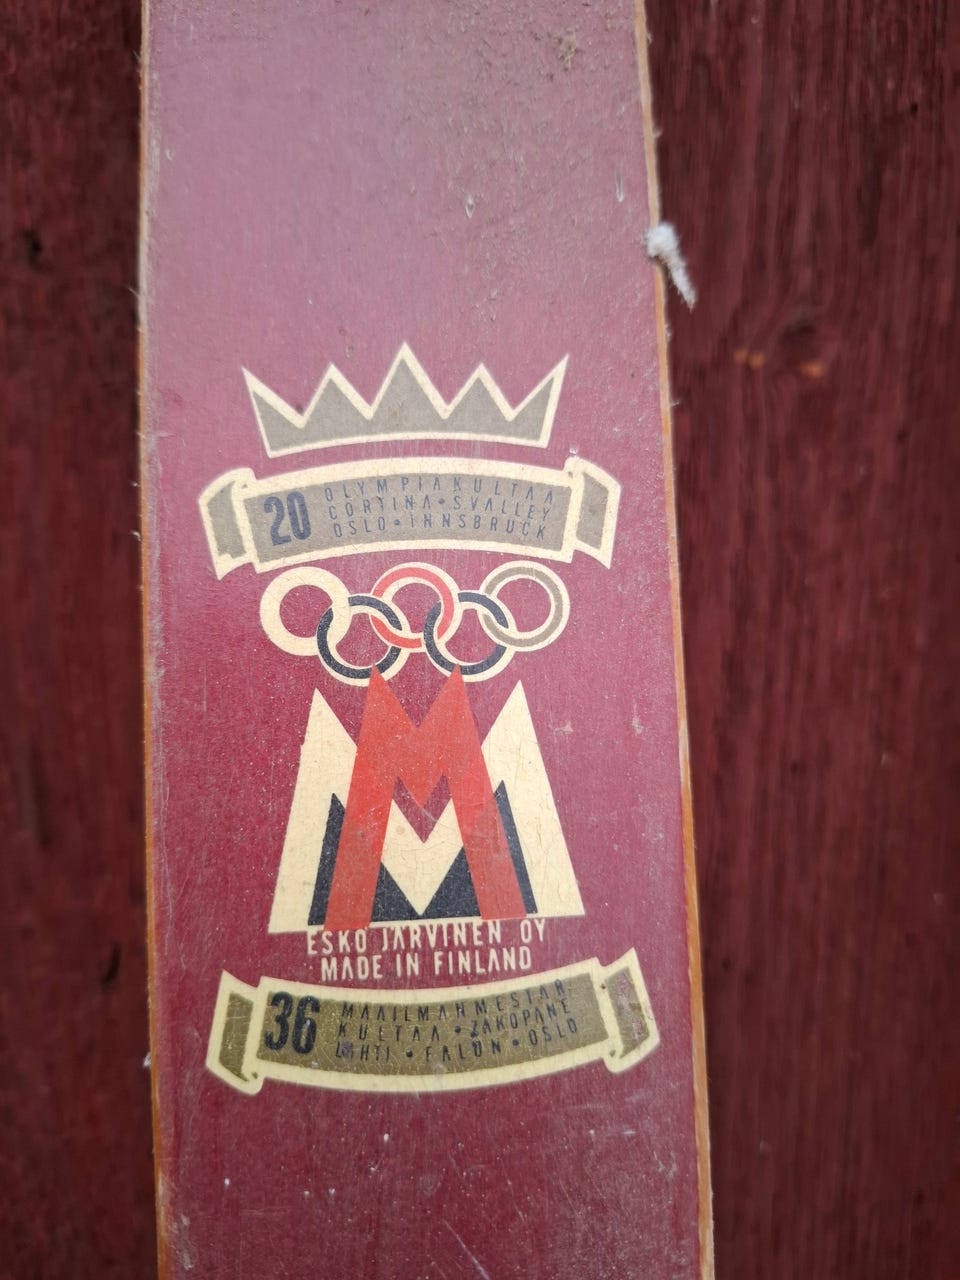 20
OLYMPIAKULTAA
CORTINA • S.VALLEY
OSLO • INNSBRUCK
ESKO JÄRVINEN OY
MADE IN FINLAND
36
MAAILMANMESTAR.
KULTAA • ZAKOPANE
LAHTI • FALUN • OSLO